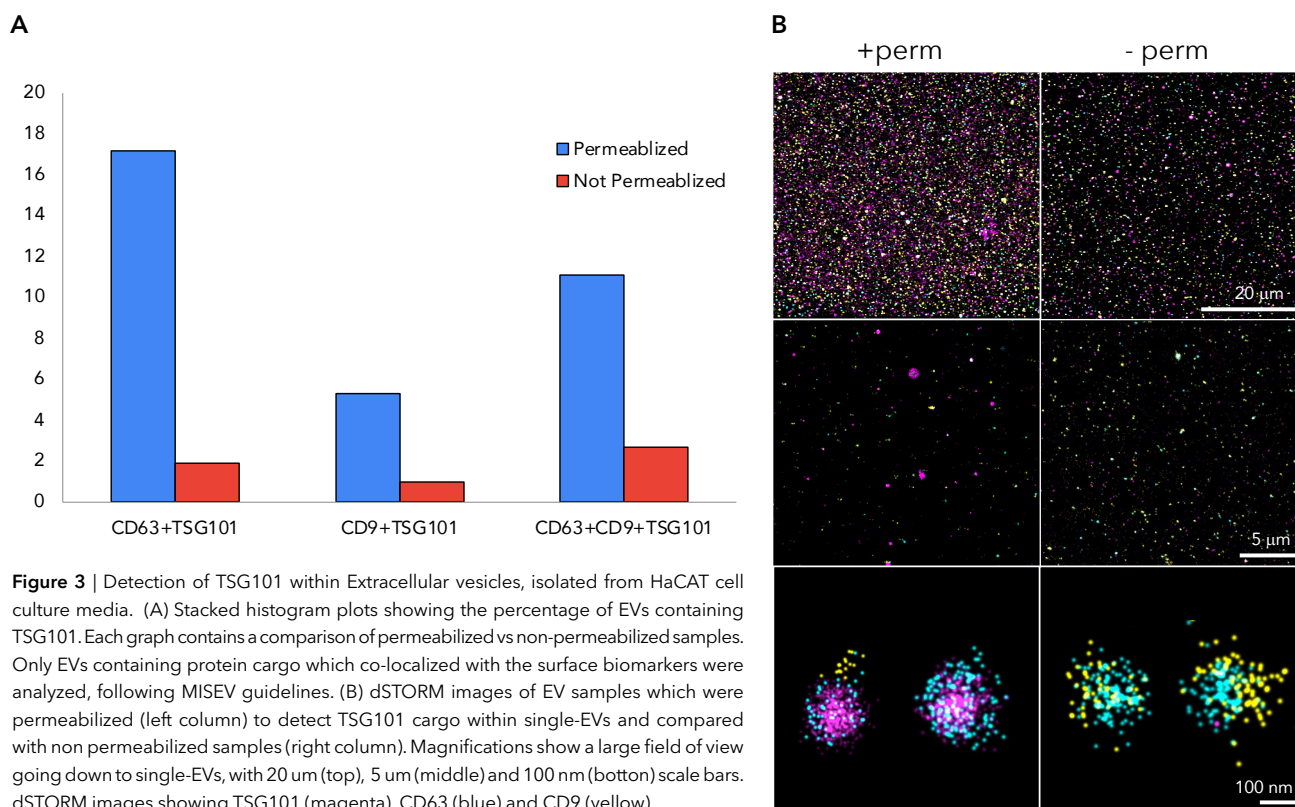 A
20
18
16
14
12
10
8
6
4
2
0
Permeablized
Not Permeablized
CD63+TSG101
CD9+TSG101
CD63+CD9+TSG101
Figure 3 | Detection of TSG101 within Extracellular vesicles, isolated from HaCAT cell
culture media. (A) Stacked histogram plots showing the percentage of EVs containing
TSG101. Each graph contains a comparison of permeabilized vs non-permeabilized samples.
Only EVs containing protein cargo which co-localized with the surface biomarkers were
analyzed, following MISEV guidelines. (B) dSTORM images of EV samples which were
permeabilized (left column) to detect TSG101 cargo within single-EVs and compared
with non permeabilized samples (right column). Magnifications show a large field of view
going down to single-EVs, with 20 um (top), 5 um (middle) and 100 nm (botton) scale bars.
dSTORM images showing TSG101 (magenta), CD63 (blue) and CD9 (yellow)
B
+perm
- perm
20 μm
5 μm
100 nm